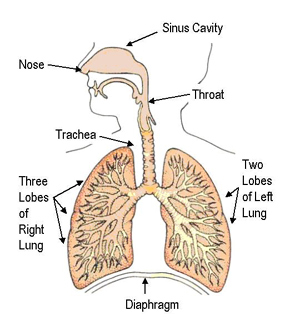 Sinus Cavity
Nose
Throat
Trachea
Three
Lobes
of
Right
Lung
Two
Lobes
of Left
Lung
Diaphragm